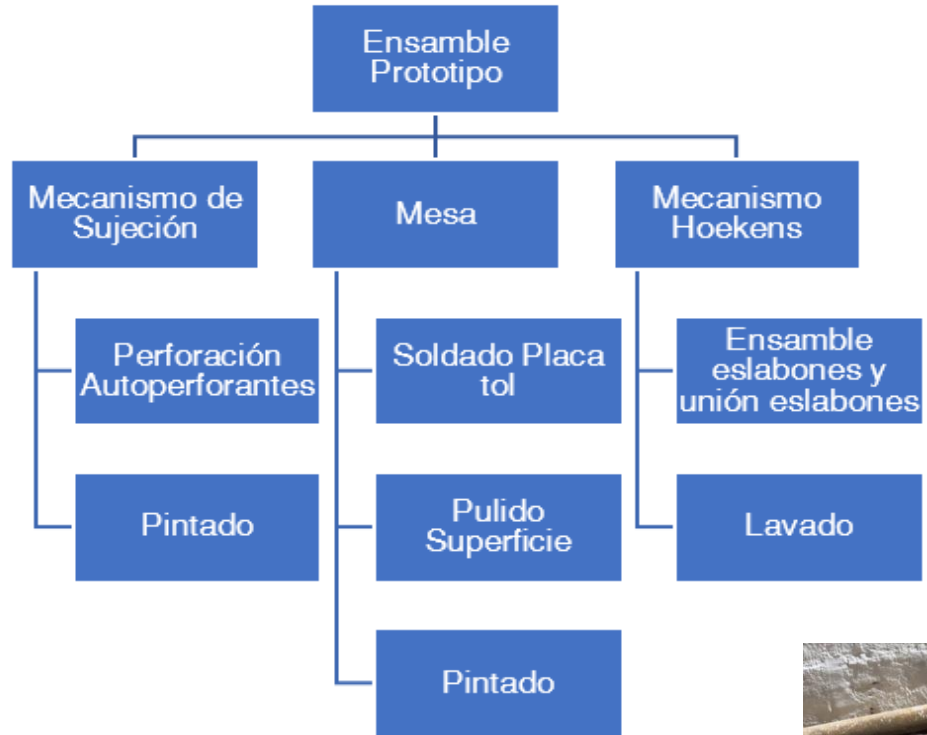 Ensamble
Prototipo
Mecanismo de
Sujeción
Mesa
Mecanismo
Hoekens
Perforación
Autoperforantes
Pintado
Soldado Placa
tol
Pulido
Superficie
Pintado
Ensamble
eslabones y
unión eslabones
Lavado